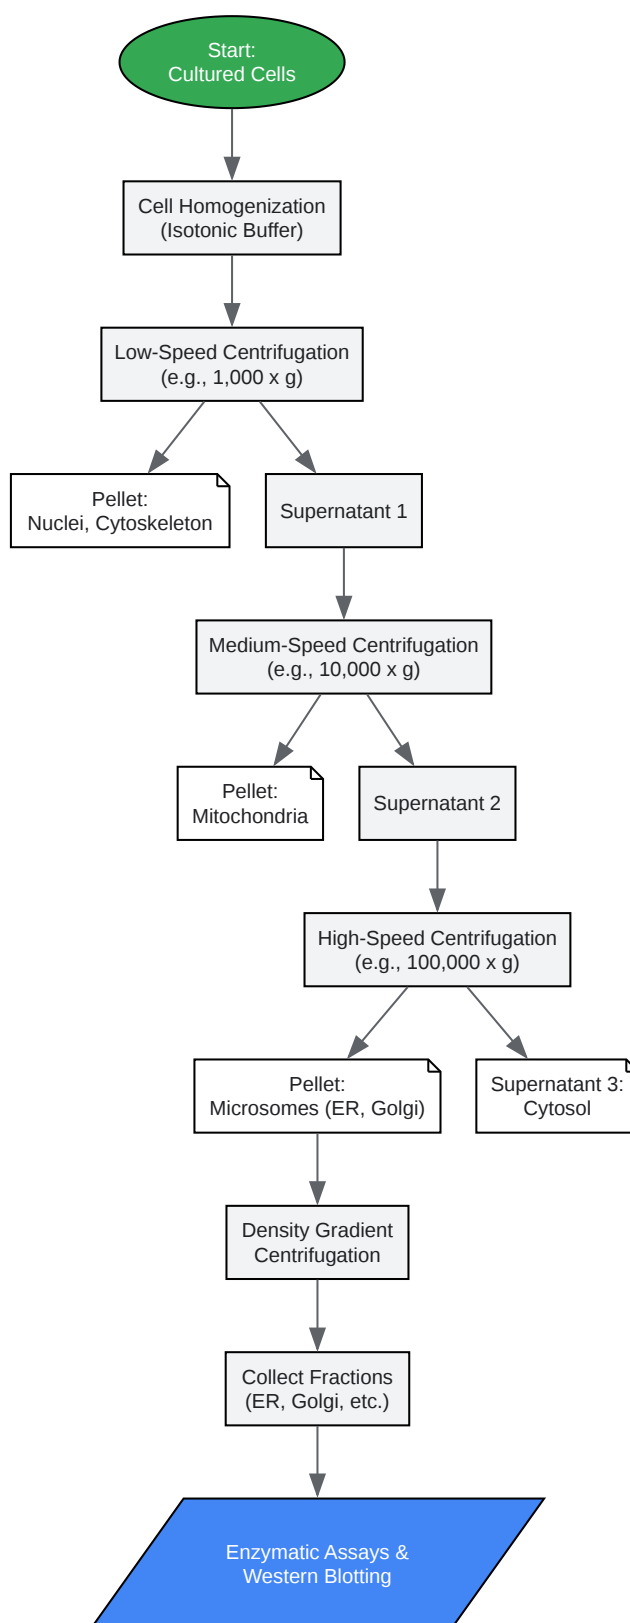 Start:
Cultured Cells
Cell Homogenization
(Isotonic Buffer)
Low-Speed Centrifugation
(e.g., 1,000 x g)
Pellet:
Nuclei, Cytoskeleton
Supernatant 1
Medium-Speed Centrifugation
(e.g., 10,000 x g)
Pellet:
Mitochondria
Supernatant 2
High-Speed Centrifugation
(e.g., 100,000 x g)
Pellet:
Microsomes (ER, Golgi)
Supernatant 3:
Cytosol
Density Gradient
Centrifugation
Collect Fractions
(ER, Golgi, etc.)
Enzymatic Assays &
Western Blotting